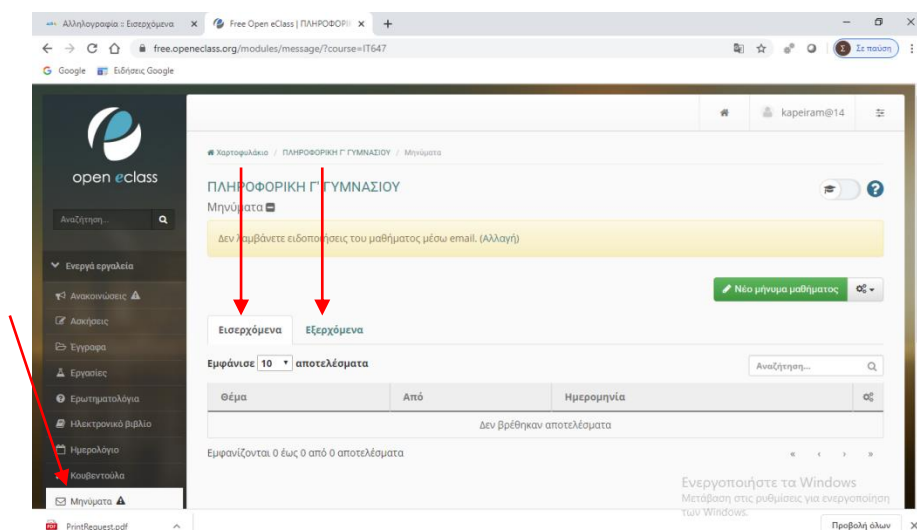 Αλληλογραφία :: Εισερχόμενα
Free Open eClass | ΠΛΗΡΟΦΟΡΙ
free.openeclass.org/modules/message/?course=IT647
Σ Σε παύση
Google Ειδήσεις Google
kapeiram@14
Χαρτοφυλάκιο / ΠΛΗΡΟΦΟΡΙΚΗ Γ' ΓΥΜΝΑΣΙΟΥ / Μηνύματα
open eclass
ΠΛΗΡΟΦΟΡΙΚΗ Γ' ΓΥΜΝΑΣΙΟΥ
Μηνύματα
Αναζήτηση...
Δεν λαμβάνετε ειδοποιήσεις του μαθήματος μέσω email. (Αλλαγή)
Ενεργά εργαλεία
Νέο μήνυμα μαθήματος
Ανακοινώσεις
Ασκήσεις
Εισερχόμενα Εξερχόμενα
Έγγραφα
Εμφάνισε 10 αποτελέσματα
Αναζήτηση...
Εργασίες
Ερωτηματολόγια
Θέμα Από Ημερομηνία
Ηλεκτρονικό βιβλίο
Δεν βρέθηκαν αποτελέσματα
Ημερολόγιο
Εμφανίζονται 0 έως 0 από 0 αποτελέσματα
« ‹ › »
Κουβεντούλα
Μηνύματα
Ενεργοποιήστε τα Windows
Μετάβαση στις ρυθμίσεις για ενεργοποίηση
των Windows.
PrintRequest.pdf
Προβολή όλων